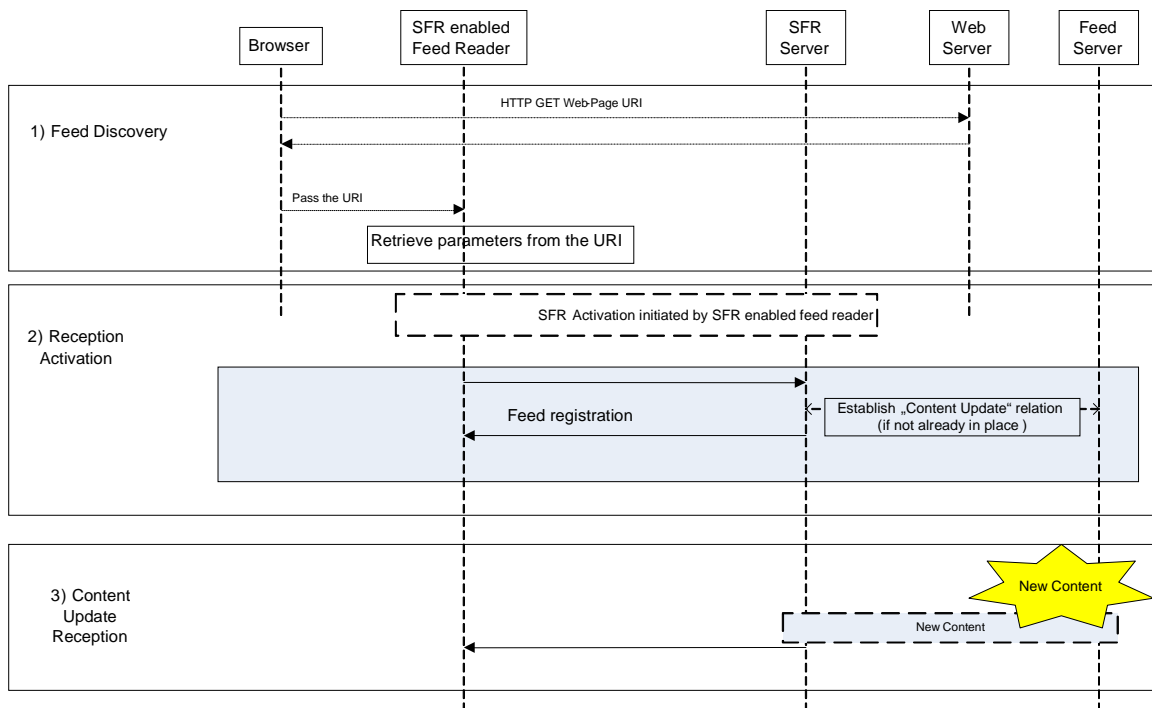 Browser
SFR enabled
Feed Reader
SFR
Server
Web
Server
Feed
Server
HTTP GET Web-Page URI
1) Feed Discovery
Pass the URI
Retrieve parameters from the URI
SFR Activation initiated by SFR enabled feed reader
2) Reception
Activation
Feed registration
Establish „Content Update“ relation
(if not already in place )
New Content
3) Content
Update
Reception
New Content